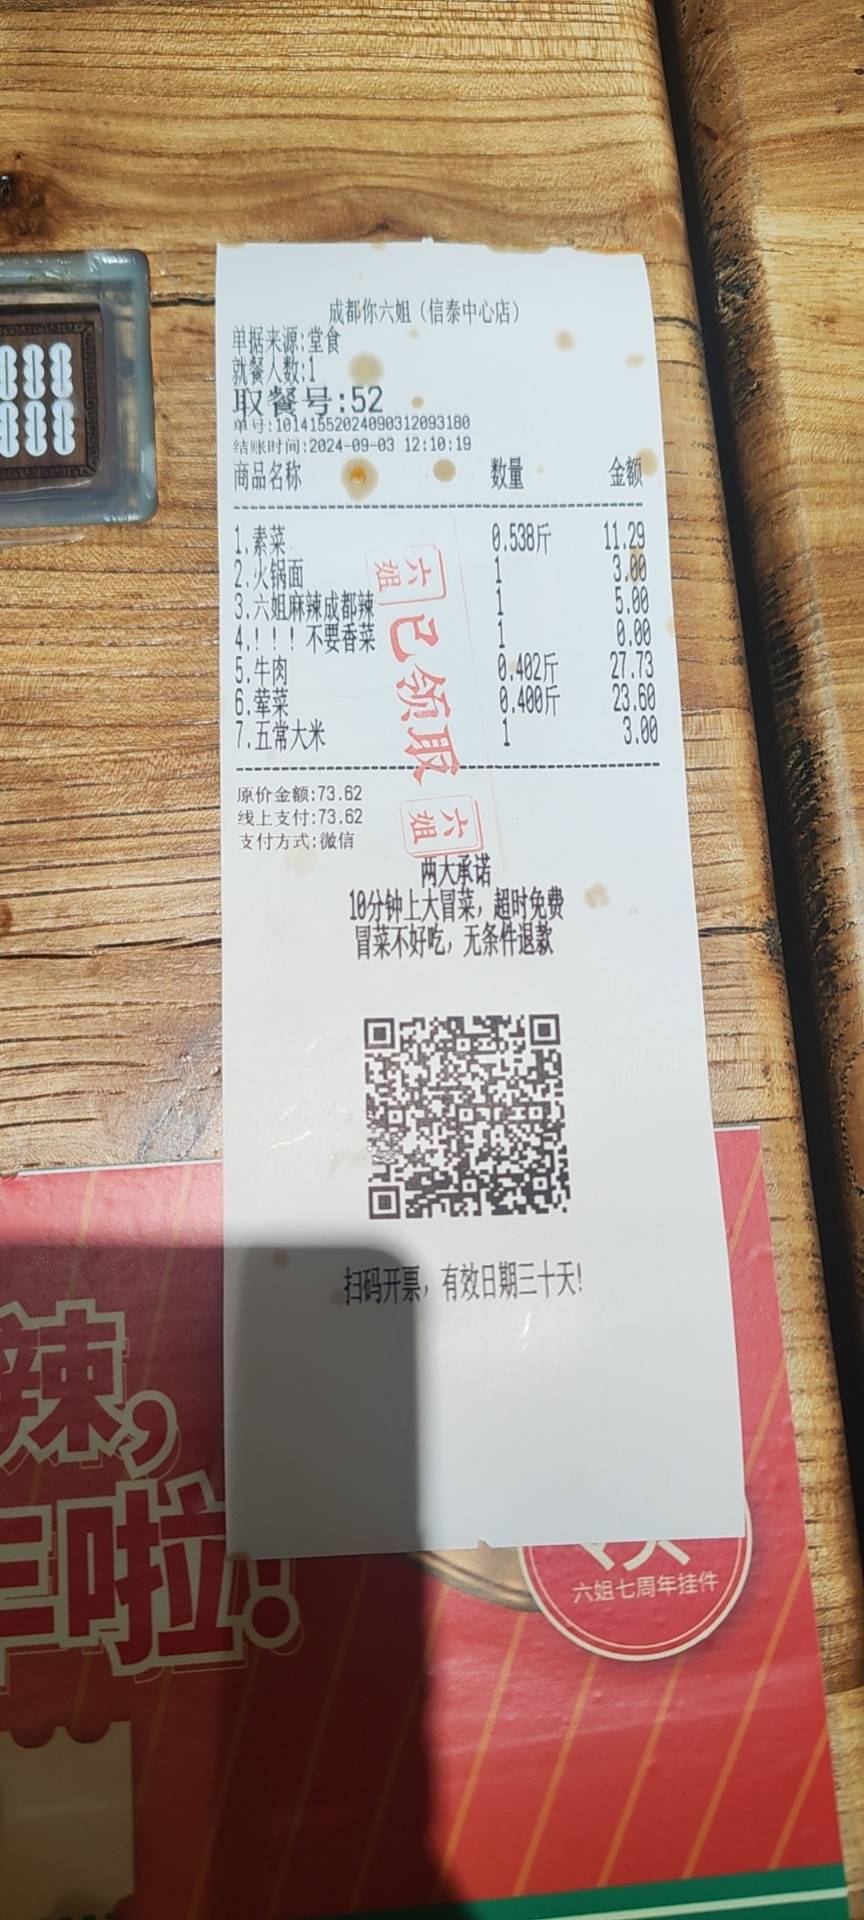 成都你六姐（信泰中心店）
单据来源:堂食
就餐人数:1
取餐号:52
单号:10141552024090312093180
结账时间:2024-09-03 12:10:19
商品名称 数量 金额
1.素菜 0.538斤 11.29
2.火锅面 1 3.00
3.六姐麻辣成都辣 1 5.00
4.！！！不要香菜 1 0.00
5.牛肉 0.402斤 27.73
6.荤菜 0.400斤 23.60
7.五常大米 1 3.00
六姐
已领取
六姐
原价金额:73.62
线上支付:73.62
支付方式:微信
两大承诺
10分钟上大冒菜，超时免费
冒菜不好吃，无条件退款
扫码开票，有效日期三十天!
辣,
啦!
六姐七周年挂件